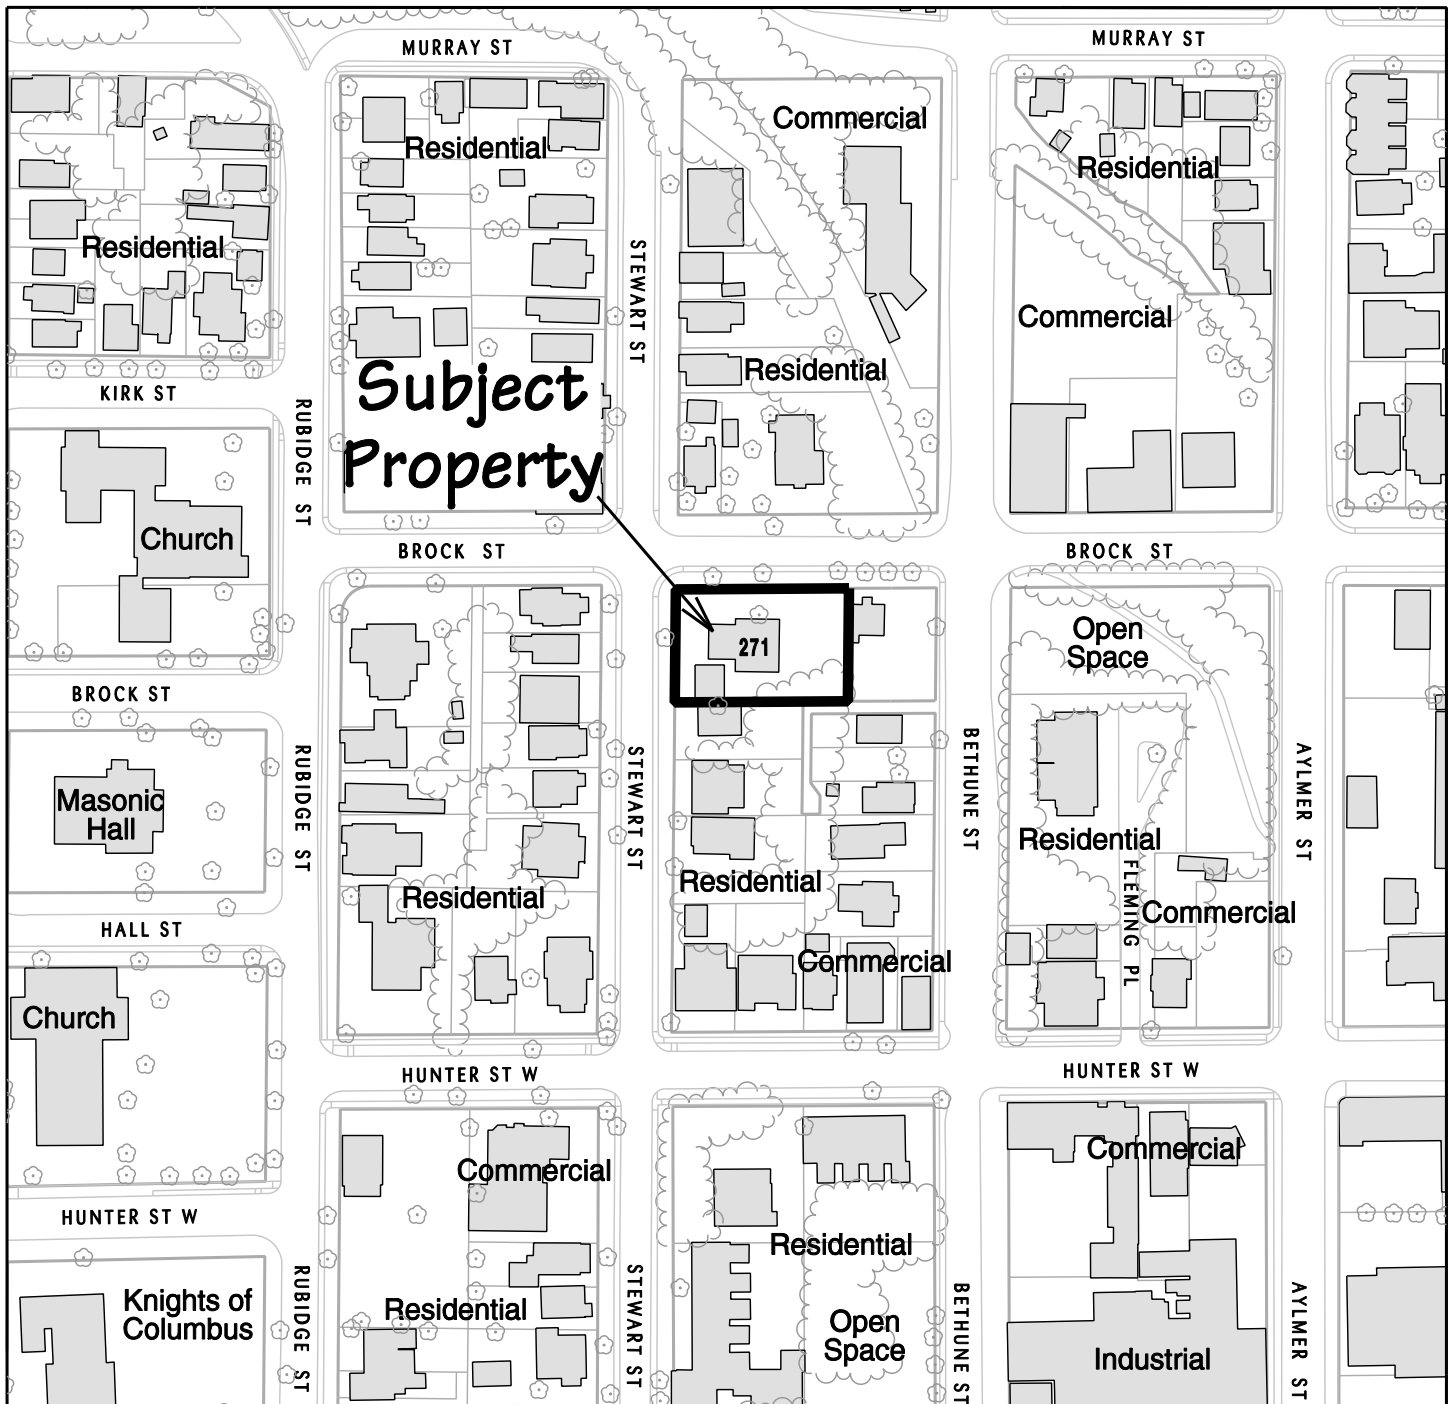 MURRAY ST
MURRAY ST
Commercial
Residential
Residential
Residential
STEWART ST
Commercial
Residential
KIRK ST
Subject
Property
RUBIDGE ST
Church
BROCK ST
BROCK ST
Open
Space
271
BROCK ST
RUBIDGE ST
STEWART ST
BETHUNE ST
AYLMER ST
Masonic
Hall
Residential
FLEMING PL
Residential
Residential
Commercial
HALL ST
Commercial
Church
HUNTER ST W
HUNTER ST W
Commercial
Commercial
HUNTER ST W
Residential
RUBIDGE ST
STEWART ST
BETHUNE ST
AYLMER ST
Knights of
Columbus
Residential
Open
Space
Industrial